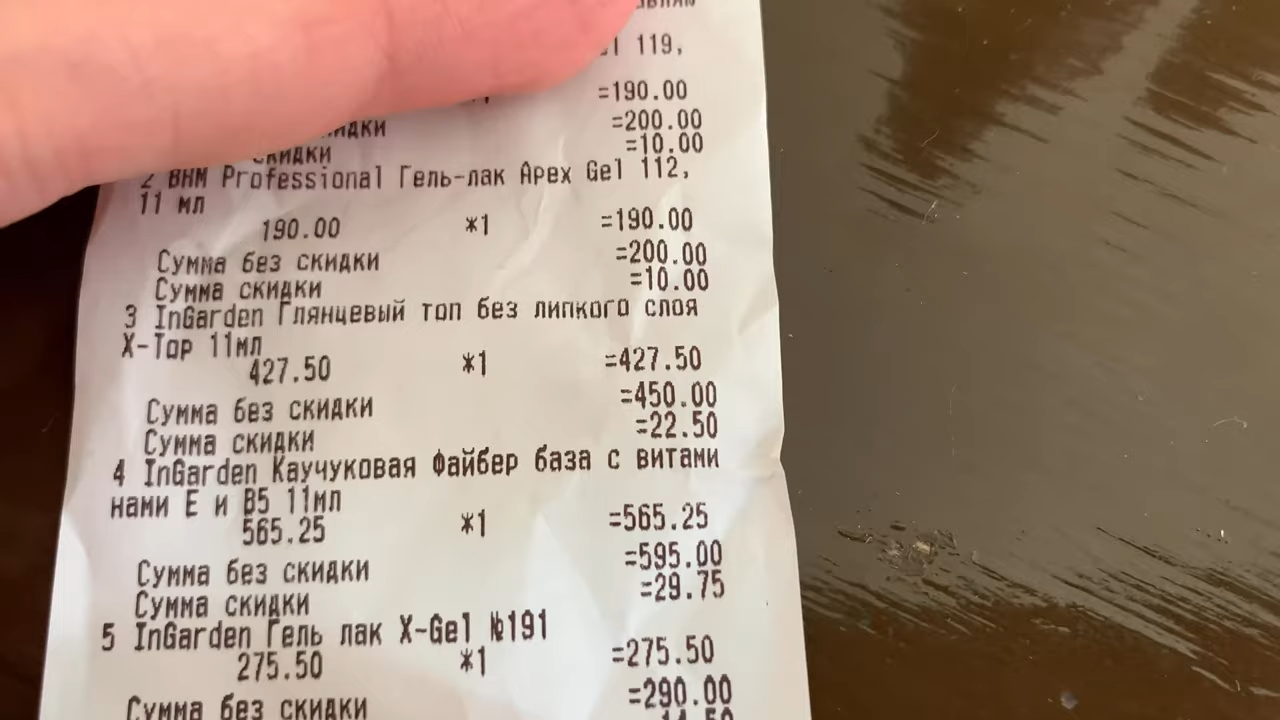 119,
=190.00
=200.00
скидки =10.00
2 BHM Professional Гель-лак Apex Gel 112,
11 мл
190.00 *1 =190.00
Сумма без скидки =200.00
Сумма скидки =10.00
3 InGarden Глянцевый топ без липкого слоя
X-Top 11мл
427.50 *1 =427.50
Сумма без скидки =450.00
Сумма скидки =22.50
4 InGarden Каучуковая Файбер база с витами
нами Е и B5 11мл
565.25 *1 =565.25
Сумма без скидки =595.00
Сумма скидки =29.75
5 InGarden Гель лак X-Gel №191
275.50 *1 =275.50
Сумма без скидки =290.00